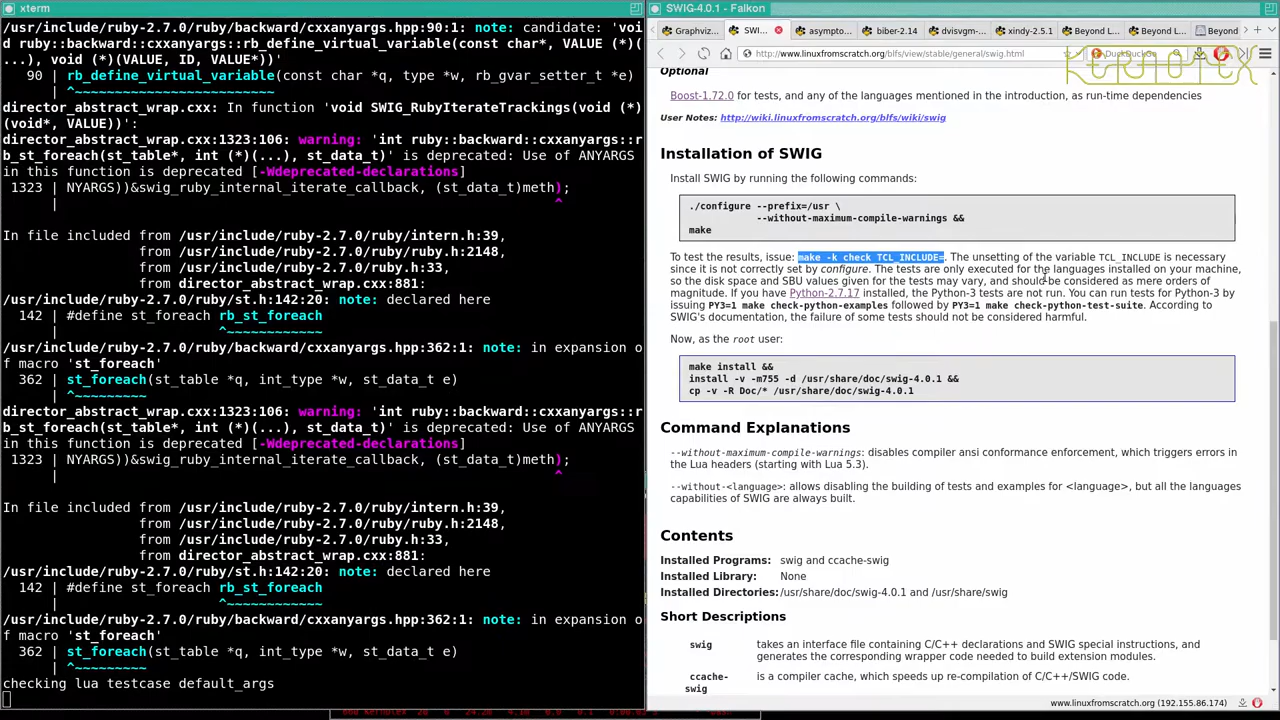 xterm
/usr/include/ruby-2.7.0/ruby/backward/cxxanyargs.hpp:90:1: note: candidate: 'voi
d ruby::backward::cxxanyargs::rb_define_virtual_variable(const char*, VALUE (*)(
...), void (*)(VALUE, ID, VALUE*))'
90 | rb_define_virtual_variable(const char *q, type *w, rb_gvar_setter_t *e)
| ^~~~~~~~~~~~~~~~~~~~~~~~~~
director_abstract_wrap.cxx: In function 'void SWIG_RubyIterateTrackings(void (*)
(void*, VALUE))':
director_abstract_wrap.cxx:1323:106: warning: 'int ruby::backward::cxxanyargs::r
b_st_foreach(st_table*, int (*)(...), st_data_t)' is deprecated: Use of ANYARGS
in this function is deprecated [-Wdeprecated-declarations]
1323 | NYARGS))&swig_ruby_internal_iterate_callback, (st_data_t)meth);
| ^
In file included from /usr/include/ruby-2.7.0/ruby/intern.h:39,
from /usr/include/ruby-2.7.0/ruby/ruby.h:2148,
from /usr/include/ruby-2.7.0/ruby.h:33,
from director_abstract_wrap.cxx:881:
/usr/include/ruby-2.7.0/ruby/st.h:142:20: note: declared here
142 | #define st_foreach rb_st_foreach
| ^~~~~~~~~~~~~
/usr/include/ruby-2.7.0/ruby/backward/cxxanyargs.hpp:362:1: note: in expansion o
f macro 'st_foreach'
362 | st_foreach(st_table *q, int_type *w, st_data_t e)
| ^~~~~~~~~~
director_abstract_wrap.cxx:1323:106: warning: 'int ruby::backward::cxxanyargs::r
b_st_foreach(st_table*, int (*)(...), st_data_t)' is deprecated: Use of ANYARGS
in this function is deprecated [-Wdeprecated-declarations]
1323 | NYARGS))&swig_ruby_internal_iterate_callback, (st_data_t)meth);
| ^
In file included from /usr/include/ruby-2.7.0/ruby/intern.h:39,
from /usr/include/ruby-2.7.0/ruby/ruby.h:2148,
from /usr/include/ruby-2.7.0/ruby.h:33,
from director_abstract_wrap.cxx:881:
/usr/include/ruby-2.7.0/ruby/st.h:142:20: note: declared here
142 | #define st_foreach rb_st_foreach
| ^~~~~~~~~~~~~
/usr/include/ruby-2.7.0/ruby/backward/cxxanyargs.hpp:362:1: note: in expansion o
f macro 'st_foreach'
362 | st_foreach(st_table *q, int_type *w, st_data_t e)
| ^~~~~~~~~~
checking lua testcase default_args
SWIG-4.0.1 - Falkon
Graphviz... SWI... asympto... biber-2.14 dvisvgm-... xindy-2.5.1 Beyond L... Beyond L... Beyond
http://www.linuxfromscratch.org/blfs/view/stable/general/swig.html DuckDuckGo
KERNOTEX
Optional
Boost-1.72.0 for tests, and any of the languages mentioned in the introduction, as run-time dependencies
User Notes: http://wiki.linuxfromscratch.org/blfs/wiki/swig
Installation of SWIG
Install SWIG by running the following commands:
./configure --prefix=/usr \
--without-maximum-compile-warnings &&
make
To test the results, issue: make -k check TCL_INCLUDE=. The unsetting of the variable TCL_INCLUDE is necessary
since it is not correctly set by configure. The tests are only executed for the languages installed on your machine,
so the disk space and SBU values given for the tests may vary, and should be considered as mere orders of
magnitude. If you have Python-2.7.17 installed, the Python-3 tests are not run. You can run tests for Python-3 by
issuing PY3=1 make check-python-examples followed by PY3=1 make check-python-test-suite. According to
SWIG's documentation, the failure of some tests should not be considered harmful.
Now, as the root user:
make install &&
install -v -m755 -d /usr/share/doc/swig-4.0.1 &&
cp -v -R Doc/* /usr/share/doc/swig-4.0.1
Command Explanations
--without-maximum-compile-warnings: disables compiler ansi conformance enforcement, which triggers errors in
the Lua headers (starting with Lua 5.3).
--without-<language>: allows disabling the building of tests and examples for <language>, but all the languages
capabilities of SWIG are always built.
Contents
Installed Programs: swig and ccache-swig
Installed Library: None
Installed Directories: /usr/share/doc/swig-4.0.1 and /usr/share/swig
Short Descriptions
swig takes an interface file containing C/C++ declarations and SWIG special instructions, and
generates the corresponding wrapper code needed to build extension modules.
ccache-
swig is a compiler cache, which speeds up re-compilation of C/C++/SWIG code.
www.linuxfromscratch.org (192.155.86.174)